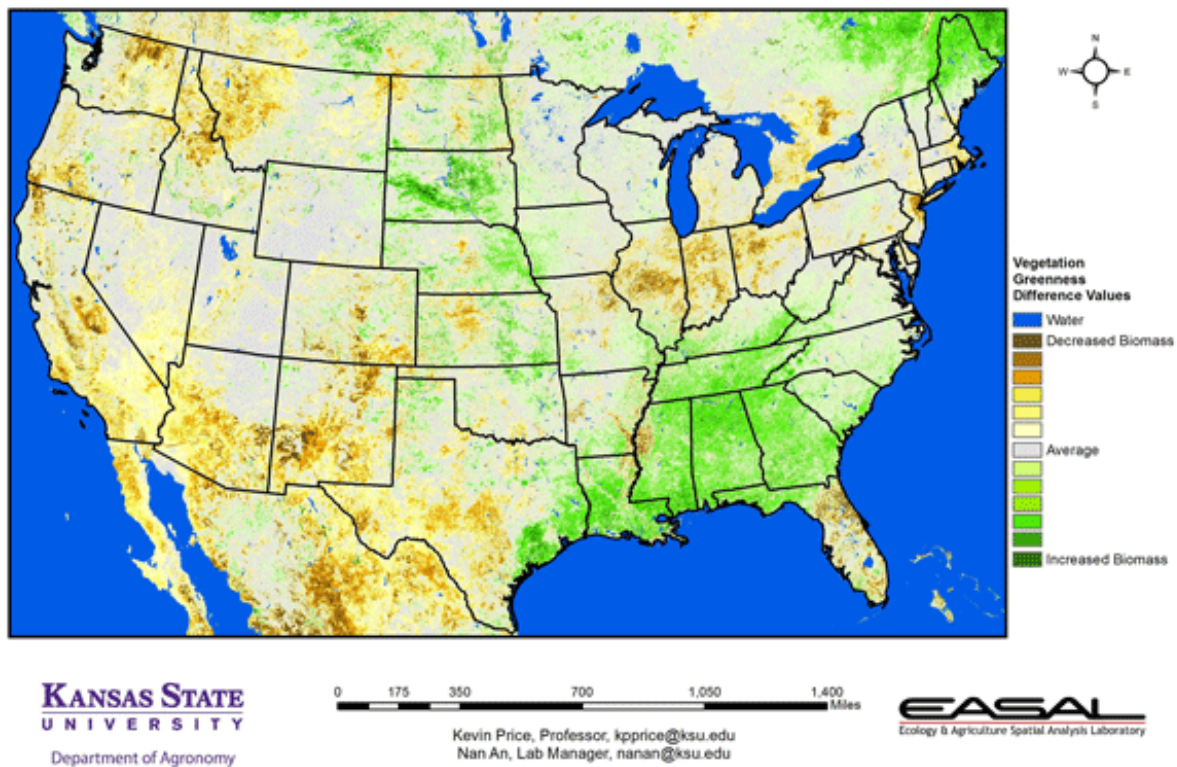 N
W E
S
Vegetation
Greenness
Difference Values
Water
Decreased Biomass
Average
Increased Biomass
KANSAS STATE
UNIVERSITY
Department of Agronomy
0 175 350 700 1,050 1,400
Miles
Kevin Price, Professor, kpprice@ksu.edu
Nan An, Lab Manager, nanan@ksu.edu
EASAL
Ecology & Agriculture Spatial Analysis Laboratory